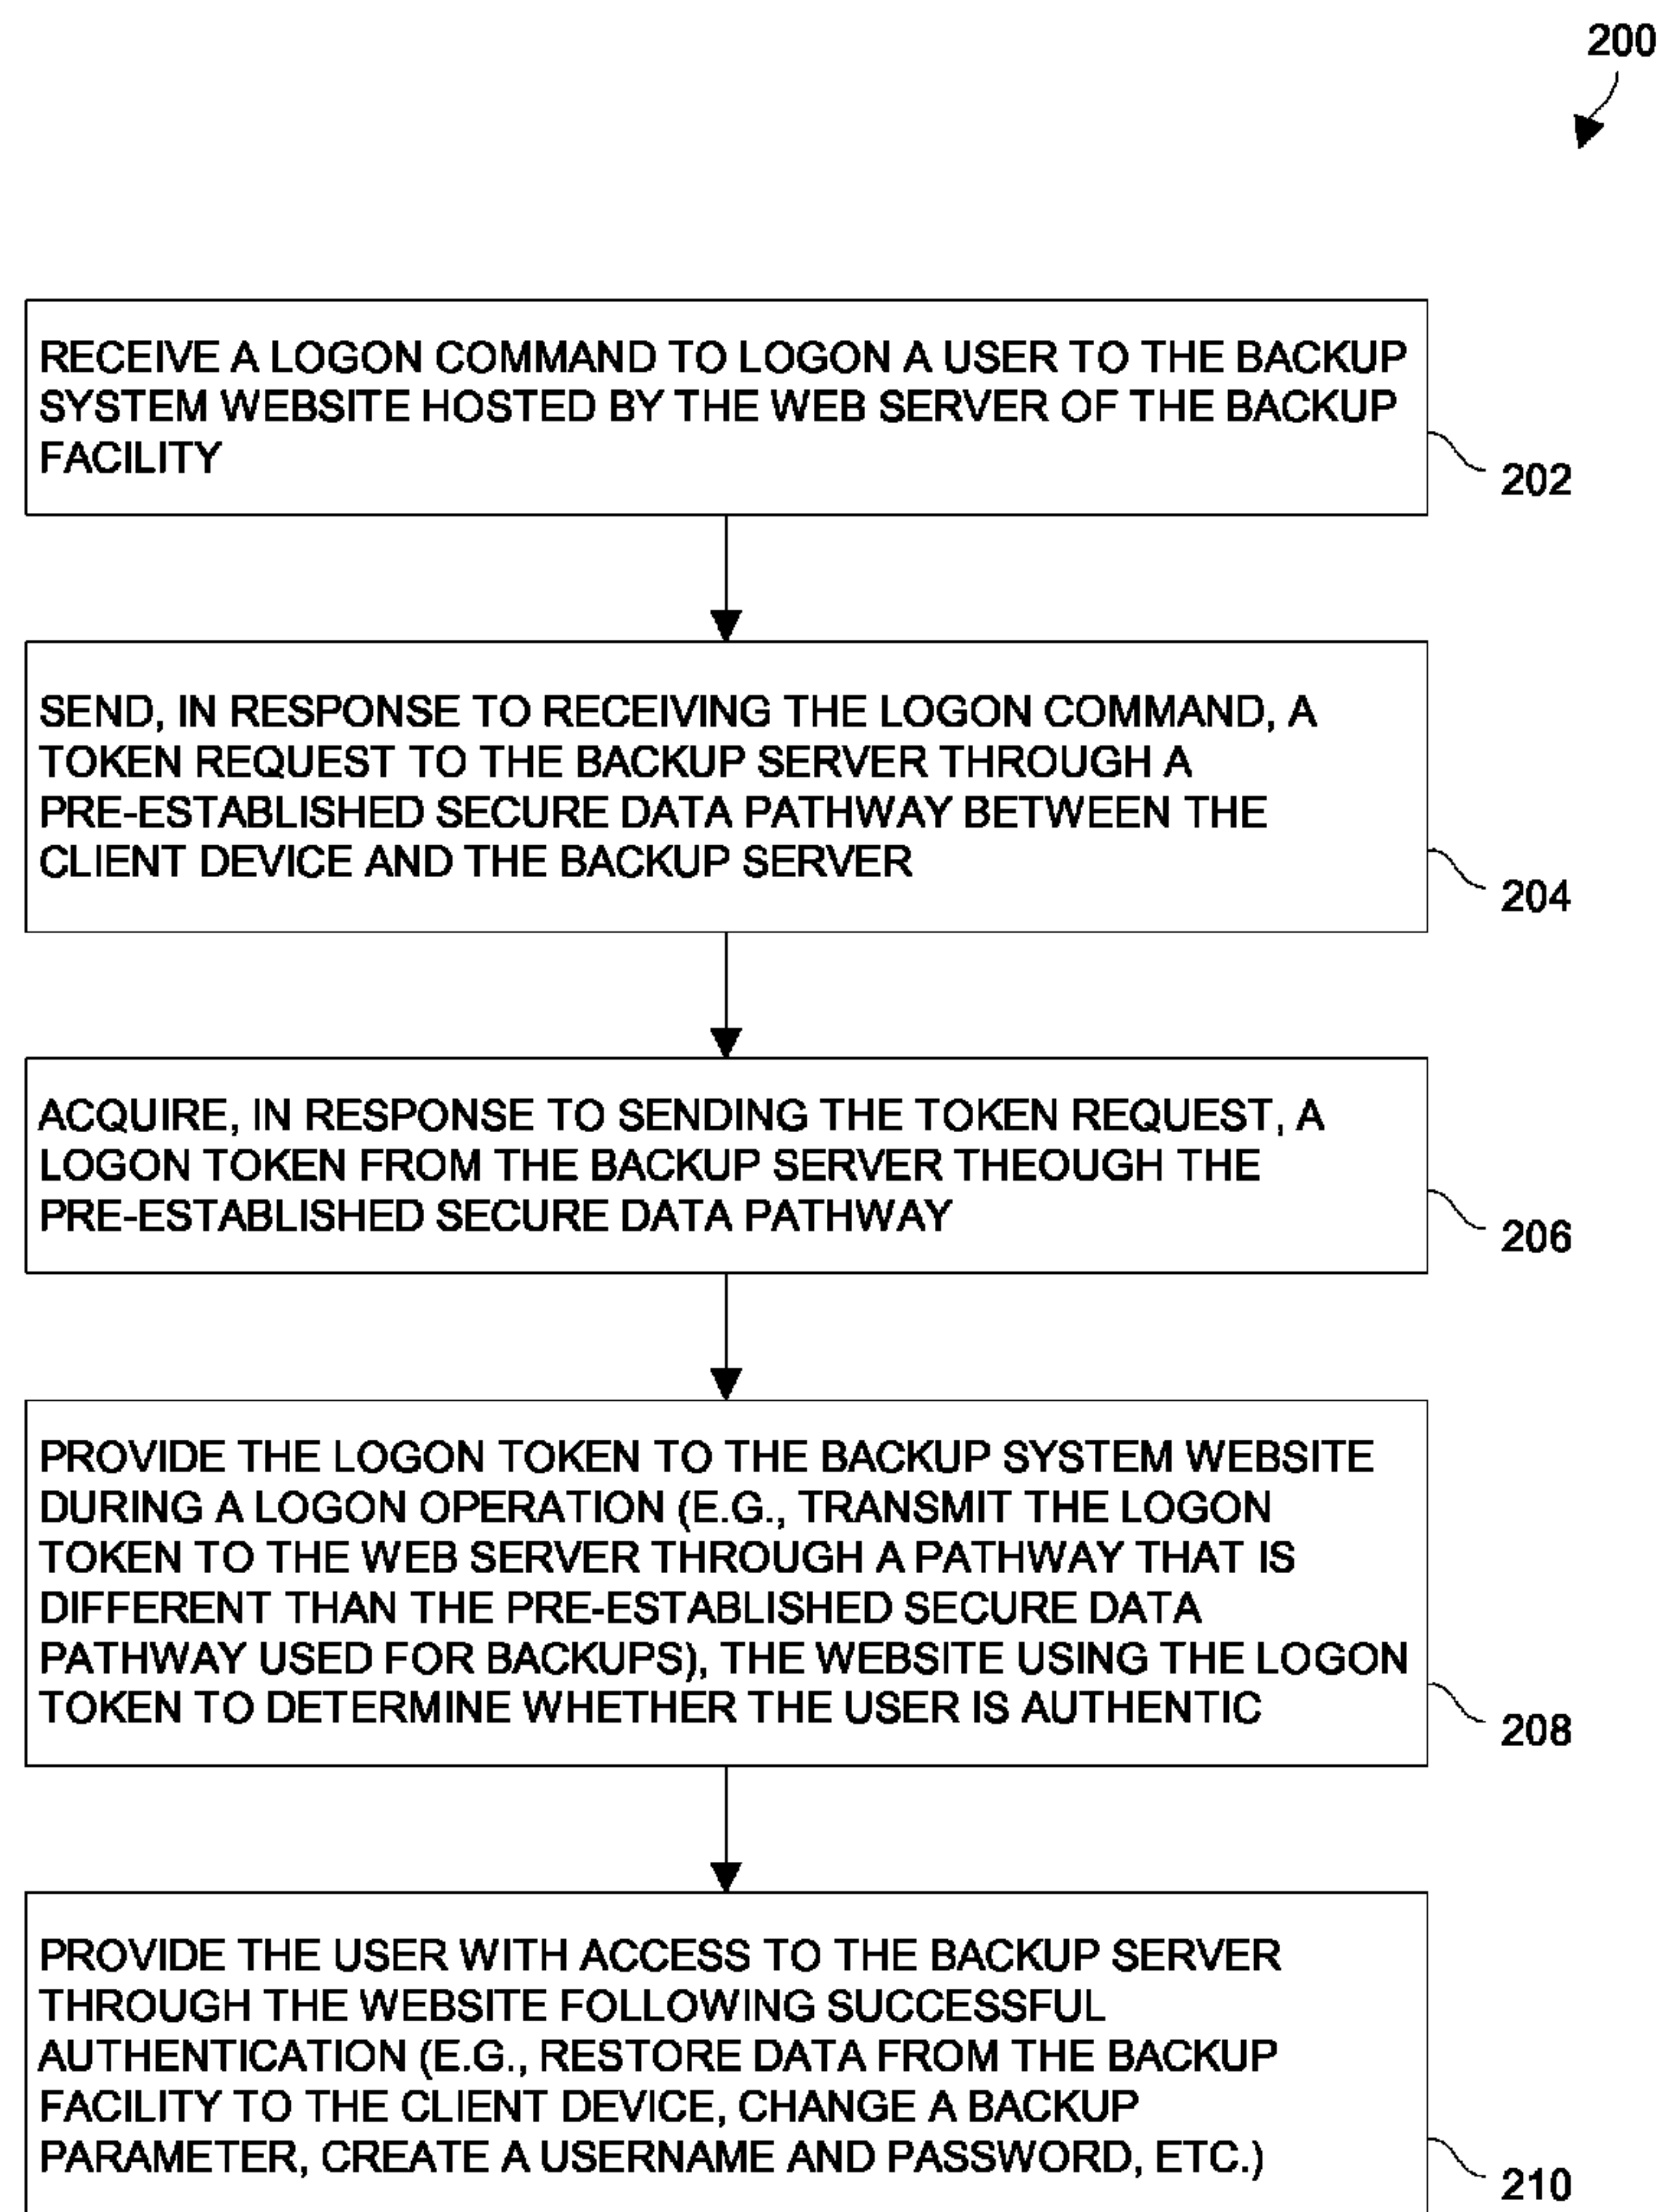 200
RECEIVE A LOGON COMMAND TO LOGON A USER TO THE BACKUP
SYSTEM WEBSITE HOSTED BY THE WEB SERVER OF THE BACKUP
FACILITY
202
SEND, IN RESPONSE TO RECEIVING THE LOGON COMMAND, A
TOKEN REQUEST TO THE BACKUP SERVER THROUGH A
PRE-ESTABLISHED SECURE DATA PATHWAY BETWEEN THE
CLIENT DEVICE AND THE BACKUP SERVER
204
ACQUIRE, IN RESPONSE TO SENDING THE TOKEN REQUEST, A
LOGON TOKEN FROM THE BACKUP SERVER THEOUGH THE
PRE-ESTABLISHED SECURE DATA PATHWAY
206
PROVIDE THE LOGON TOKEN TO THE BACKUP SYSTEM WEBSITE
DURING A LOGON OPERATION (E.G., TRANSMIT THE LOGON
TOKEN TO THE WEB SERVER THROUGH A PATHWAY THAT IS
DIFFERENT THAN THE PRE-ESTABLISHED SECURE DATA
PATHWAY USED FOR BACKUPS), THE WEBSITE USING THE LOGON
TOKEN TO DETERMINE WHETHER THE USER IS AUTHENTIC
208
PROVIDE THE USER WITH ACCESS TO THE BACKUP SERVER
THROUGH THE WEBSITE FOLLOWING SUCCESSFUL
AUTHENTICATION (E.G., RESTORE DATA FROM THE BACKUP
FACILITY TO THE CLIENT DEVICE, CHANGE A BACKUP
PARAMETER, CREATE A USERNAME AND PASSWORD, ETC.)
210